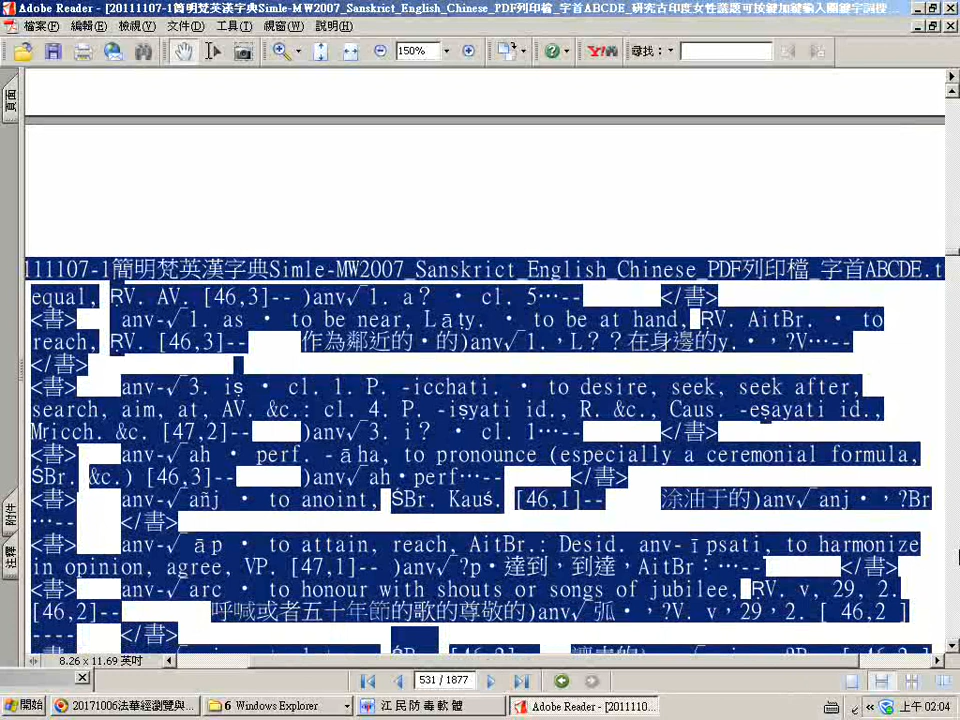 Adobe Reader - [20111107-1簡明梵英漢字典Simle-MW2007_Sanskrict_English_Chinese_PDF列印檔_字首ABCDE_研究古印度女性議題可按鍵加鍵輸入關鍵字詞搜...
檔案(F) 編輯(E) 檢視(V) 文件(D) 工具(T) 視窗(W) 說明(H)
150% 尋找：
頁面
111107-1簡明梵英漢字典Simle-MW2007_Sanskrict_English_Chinese_PDF列印檔_字首ABCDE.t
equal, ṚV. AV. [46,3]-- )anv√1. a？ · cl. 5…-- </書>
<書> anv-√1. as · to be near, Lāṭy. · to be at hand, ṚV. AitBr. · to
reach, ṚV. [46,3]-- 作為鄰近的·的)anv√1.，L？？在身邊的y.·，?V…--
</書>
<書> anv-√3. iṣ · cl. 1. P. -icchati. · to desire, seek, seek after,
search, aim, at, AV. &c.: cl. 4. P. -iṣyati id., R. &c., Caus. -eṣayati id.,
Mṛicch. &c. [47,2]-- )anv√3. i？ · cl. 1…-- </書>
<書> anv-√ah · perf. -āha, to pronounce (especially a ceremonial formula,
ŚBr. &c.) [46,3]-- )anv√ah·perf…-- </書>
<書> anv-√añj · to anoint, ŚBr. Kauś. [46,1]-- 涂油于的)anv√anj·，?Br
…-- </書>
<書> anv-√āp · to attain, reach, AitBr.: Desid. anv-īpsati, to harmonize
in opinion, agree, VP. [47,1]-- )anv√?p·達到，到達，AitBr：…-- </書>
<書> anv-√arc · to honour with shouts or songs of jubilee, ṚV. v, 29, 2.
[46,2]-- 呼喊或者五十年節的歌的尊敬的)anv√弧·，?V. v，29，2. [ 46,2 ]
---- </書>
附件
注釋
8.26 x 11.69 英吋
531 / 1877
開始 20171006法華經瀏覽與... 6 Windows Explorer 江民防毒軟體 Adobe Reader - [2011110... 上午 02:04